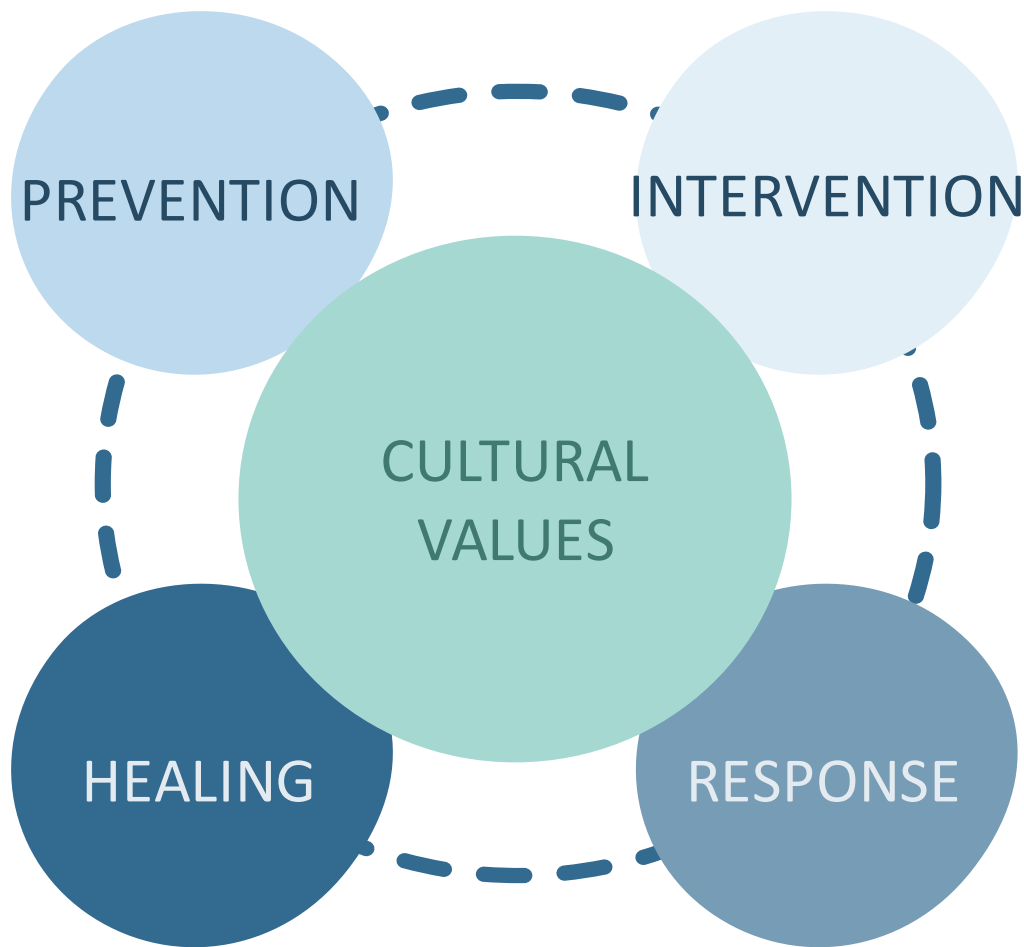 PREVENTION
INTERVENTION
CULTURAL
VALUES
HEALING
RESPONSE